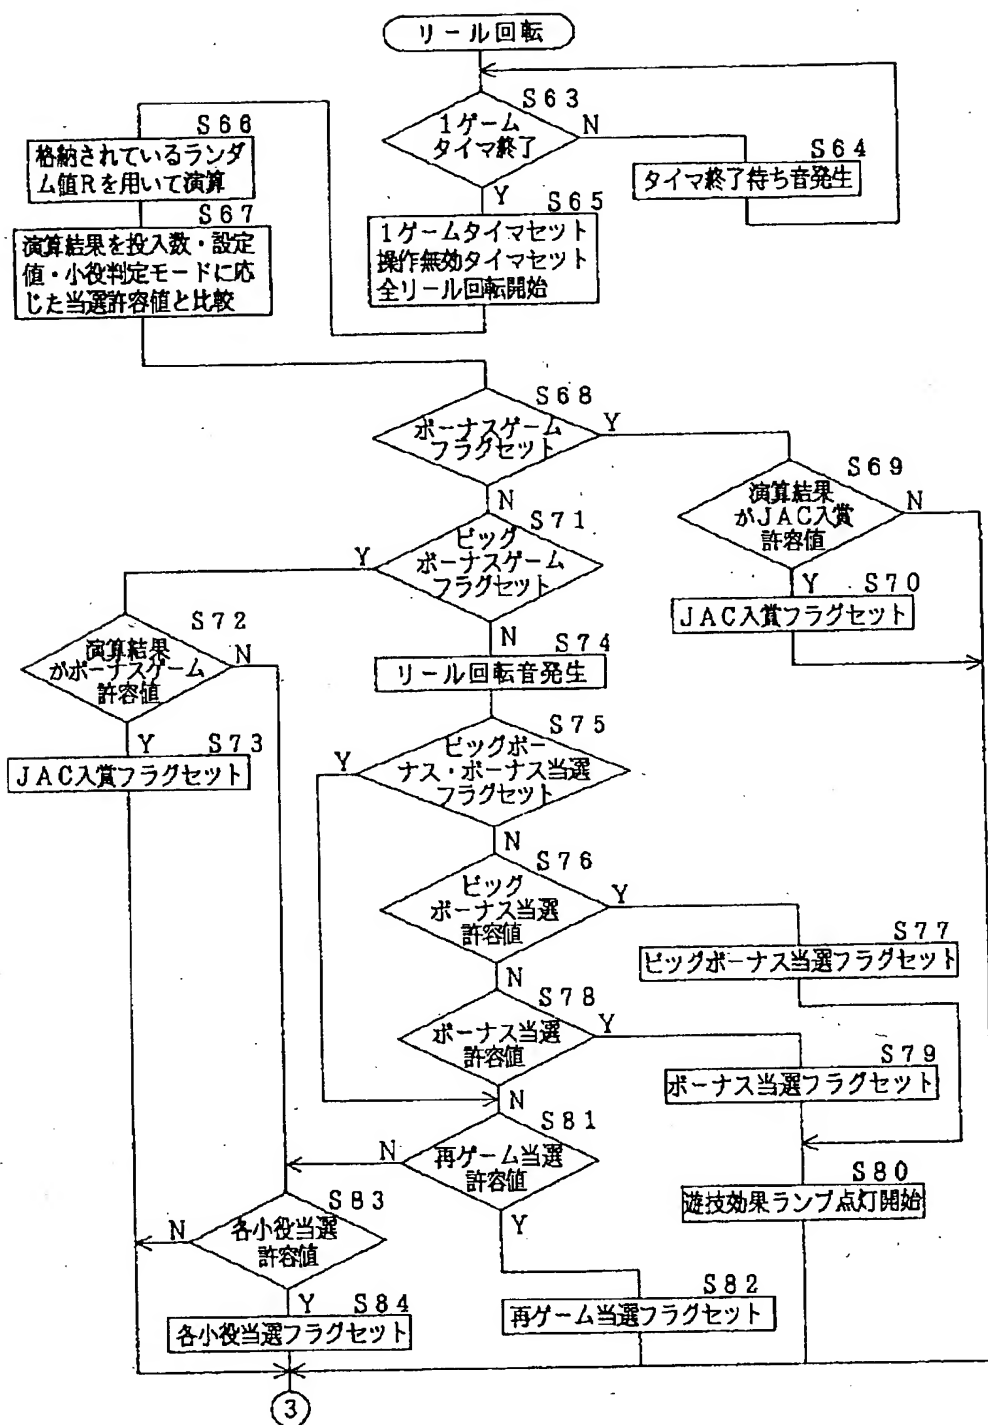 リール回転
S63
1ゲーム
タイマ終了
N
S64
タイマ終了待ち音発生
Y
S65
1ゲームタイマセット
操作無効タイマセット
全リール回転開始
S66
格納されているランダ
ム値Rを用いて演算
S67
演算結果を投入数・設定
値・小役判定モードに応
じた当選許容値と比較
S68
ボーナスゲーム
フラグセット
Y
N
S69
演算結果
がJAC入賞
許容値
N
Y
S70
JAC入賞フラグセット
S71
ビッグ
ボーナスゲーム
フラグセット
Y
N
S72
演算結果
がボーナスゲーム
許容値
N
Y
S73
JAC入賞フラグセット
S74
リール回転音発生
S75
ビッグボー
ナス・ボーナス当選
フラグセット
Y
N
S76
ビッグ
ボーナス当選
許容値
Y
N
S77
ビッグボーナス当選フラグセット
S78
ボーナス当選
許容値
Y
N
S79
ボーナス当選フラグセット
S80
遊技効果ランプ点灯開始
S81
再ゲーム当選
許容値
N
Y
S82
再ゲーム当選フラグセット
S83
各小役当選
許容値
N
Y
S84
各小役当選フラグセット
3